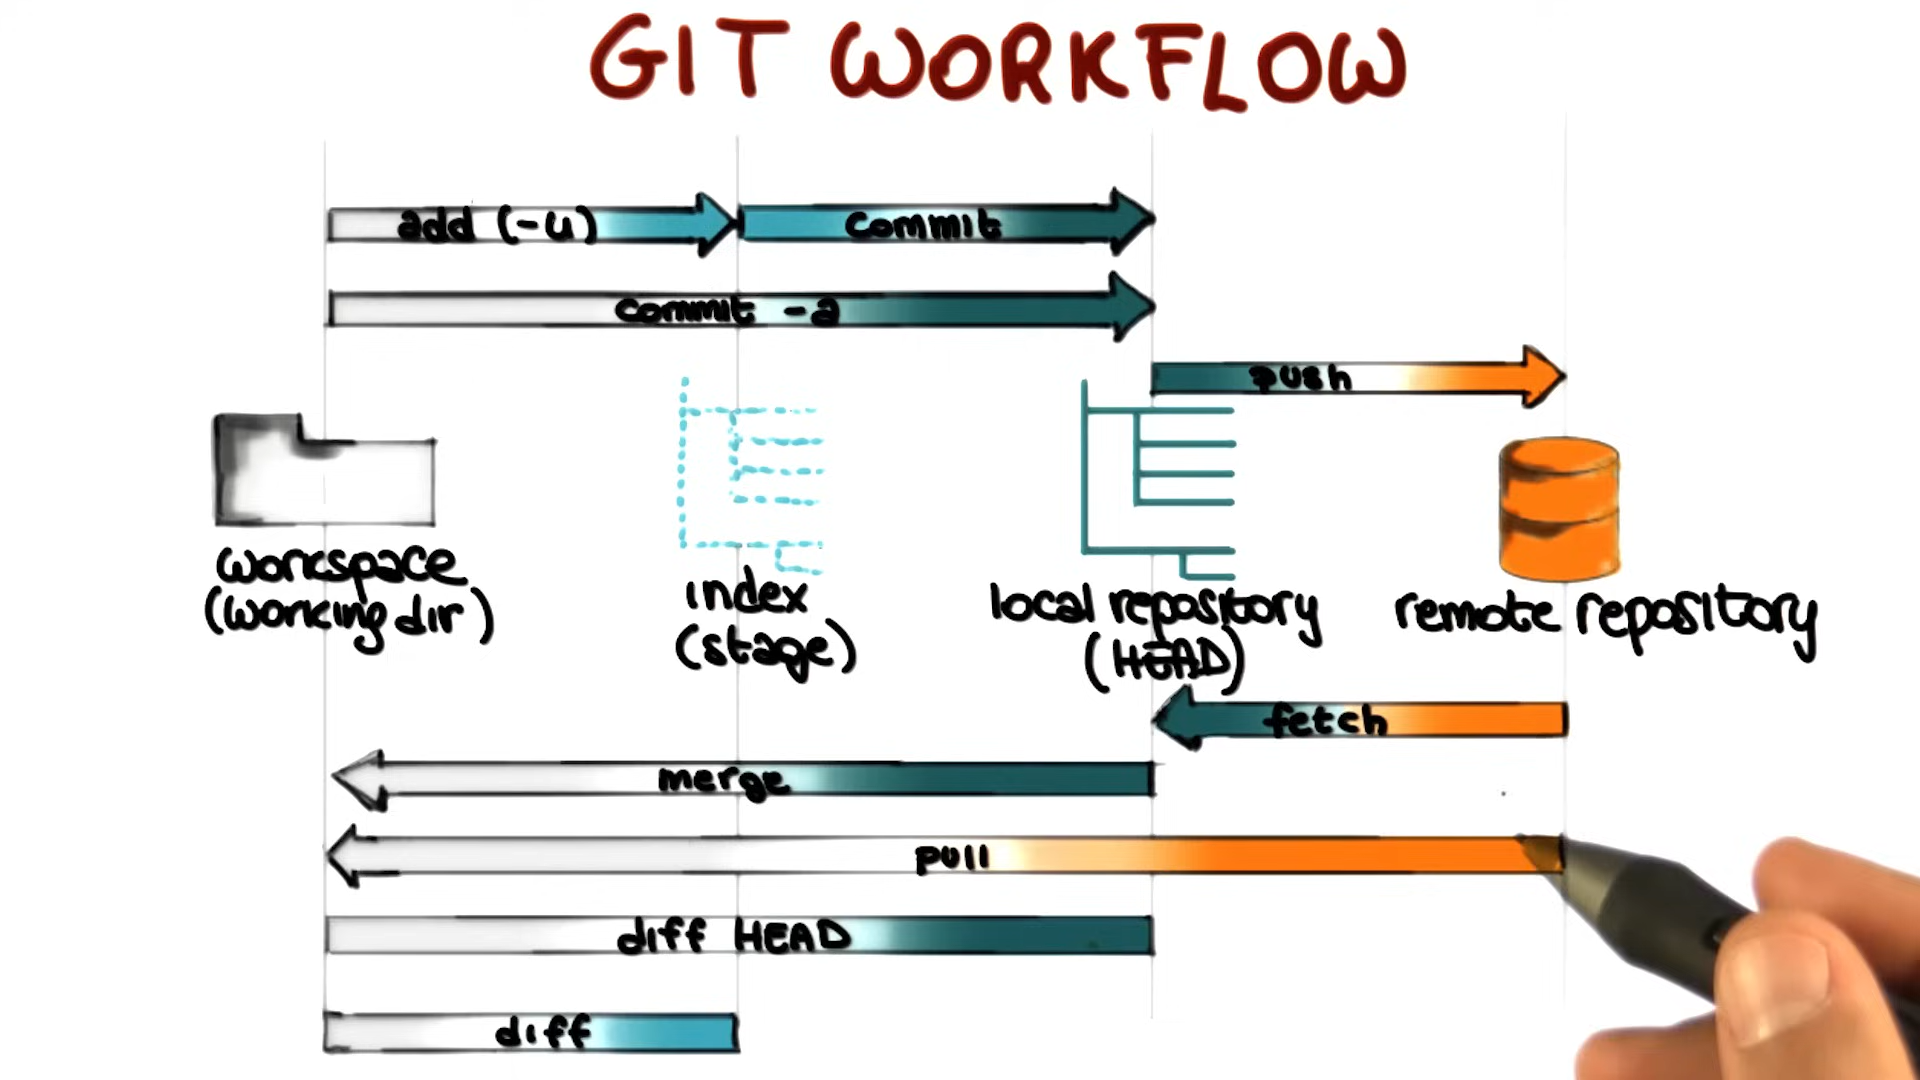 GIT WORKFLOW
add (-u)
commit
commit -a
push
workspace
(working dir)
index
(stage)
local repository
(HEAD)
remote repository
fetch
merge
pull
diff HEAD
diff